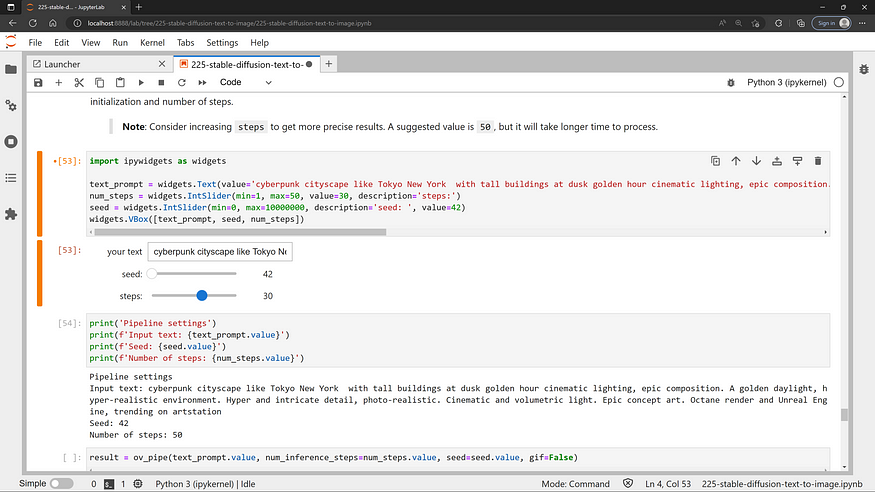 225-stable-d... - JupyterLab
localhost:8888/lab/tree/225-stable-diffusion-text-to-image/225-stable-diffusion-text-to-image.ipynb
Sign in
File Edit View Run Kernel Tabs Settings Help
Launcher
225-stable-diffusion-text-to-
Code
Python 3 (ipykernel)
initialization and number of steps.
Note: Consider increasing steps to get more precise results. A suggested value is 50, but it will take longer time to process.
[53]: import ipywidgets as widgets
text_prompt = widgets.Text(value='cyberpunk cityscape like Tokyo New York  with tall buildings at dusk golden hour cinematic lighting, epic composition.
num_steps = widgets.IntSlider(min=1, max=50, value=30, description='steps:')
seed = widgets.IntSlider(min=0, max=10000000, description='seed: ', value=42)
widgets.VBox([text_prompt, seed, num_steps])
[53]: your text cyberpunk cityscape like Tokyo Ne
seed: 42
steps: 30
[54]: print('Pipeline settings')
print(f'Input text: {text_prompt.value}')
print(f'Seed: {seed.value}')
print(f'Number of steps: {num_steps.value}')
Pipeline settings
Input text: cyberpunk cityscape like Tokyo New York  with tall buildings at dusk golden hour cinematic lighting, epic composition. A golden daylight, h
yper-realistic environment. Hyper and intricate detail, photo-realistic. Cinematic and volumetric light. Epic concept art. Octane render and Unreal Eng
ine, trending on artstation
Seed: 42
Number of steps: 50
[ ]: result = ov_pipe(text_prompt.value, num_inference_steps=num_steps.value, seed=seed.value, gif=False)
Simple 0 1 Python 3 (ipykernel) | Idle Mode: Command Ln 4, Col 53 225-stable-diffusion-text-to-image.ipynb